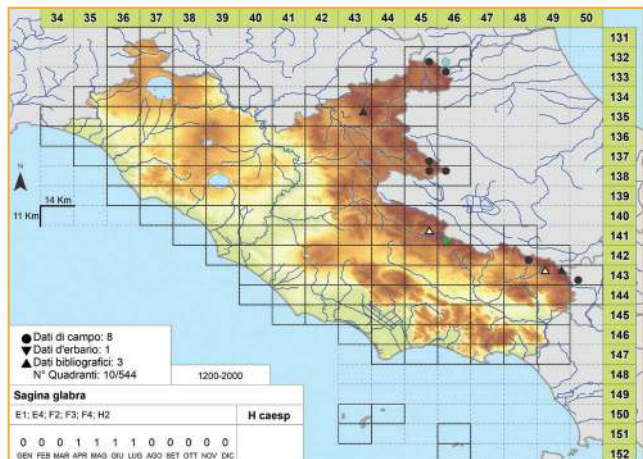 34 35 36 37 38 39 40 41 42 43 44 45 46 47 48 49 50
131
132
133
134
135
136
137
138
139
140
141
142
143
144
145
146
147
148
149
150
151
152
N
14 Km
11 Km
Dati di campo: 8
Dati d'erbario: 1
Dati bibliografici: 3
N° Quadranti: 10/544
1200-2000
Sagina glabra
E1; E4; F2; F3; F4; H2
H caesp
0 0 0 1 1 1 1 0 0 0 0 0
GEN FEB MAR APR MAG GIU LUG AGO SET OTT NOV DIC